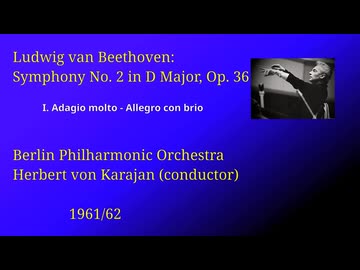 Ludwig van Beethoven:
Symphony No. 2 in D Major, Op. 36
I. Adagio molto - Allegro con brio
Berlin Philharmonic Orchestra
Herbert von Karajan (conductor)
1961/62